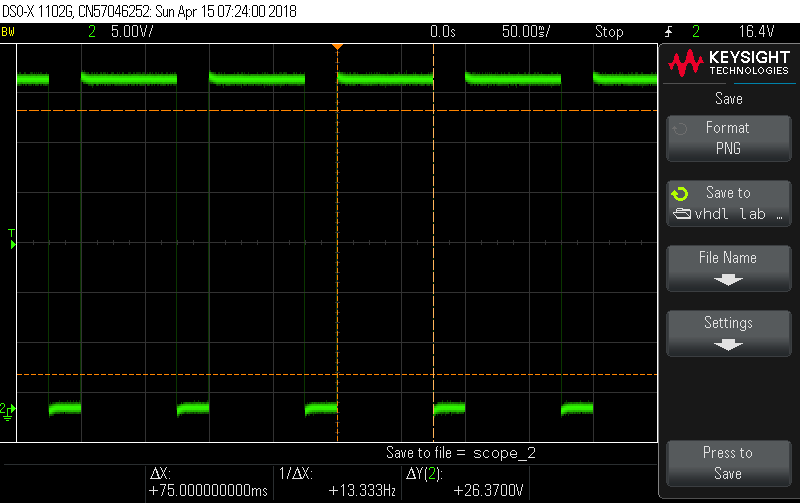 DSO-X 1102G, CN57046252: Sun Apr 15 07:24:00 2018
BW 2 5.00V/ 0.0s 50.00ms/ Stop 2 16.4V
KEYSIGHT
TECHNOLOGIES
Save
Format
PNG
Save to
vhdl lab ...
File Name
Settings
T
2
Save to file = scope_2
Press to
Save
ΔX:
+75.000000000ms
1/ΔX:
+13.333Hz
ΔY(2):
+26.3700V